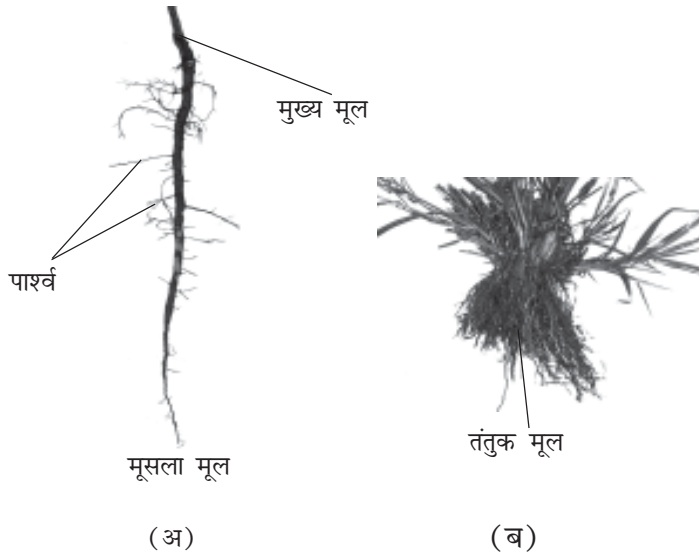 मुख्य मूल
पार्श्व
तंतुक मूल
मूसला मूल
(अ)
(ब)